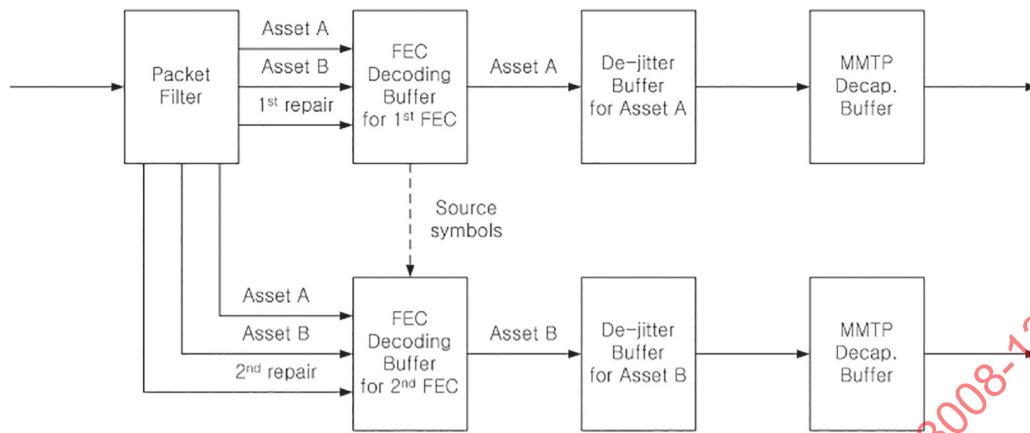 Asset A
Asset B
1st repair
Packet
Filter
FEC
Decoding
Buffer
for 1st FEC
Asset A
De-jitter
Buffer
for Asset A
MMTP
Decap.
Buffer
Source
symbols
Asset A
Asset B
2nd repair
FEC
Decoding
Buffer
for 2nd FEC
Asset B
De-jitter
Buffer
for Asset B
MMTP
Decap.
Buffer